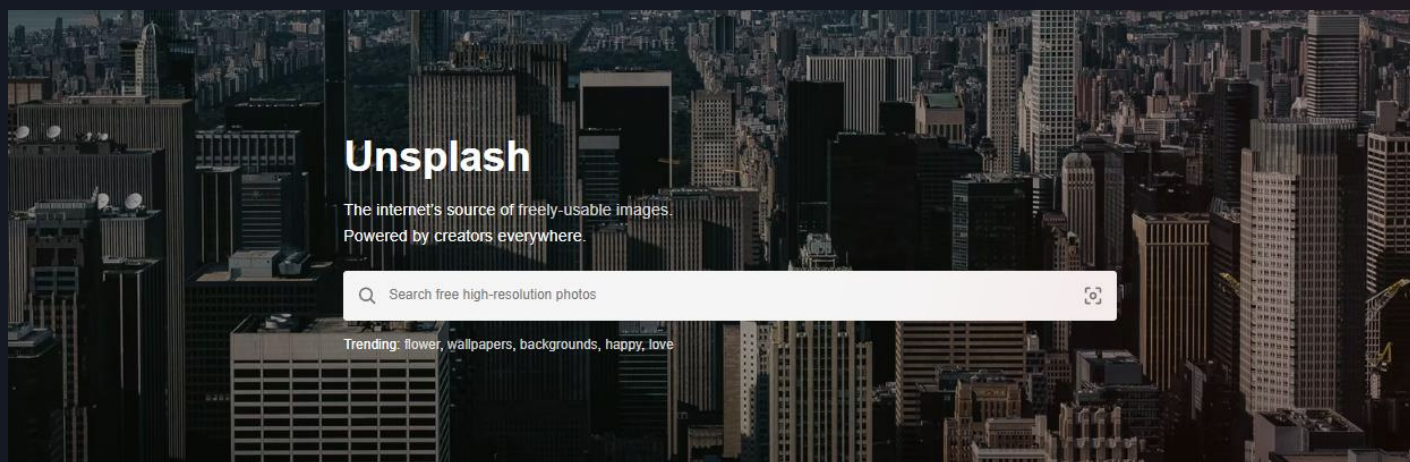 Unsplash
The internet's source of freely-usable images.
Powered by creators everywhere.
Search free high-resolution photos
Trending: flower, wallpapers, backgrounds, happy, love